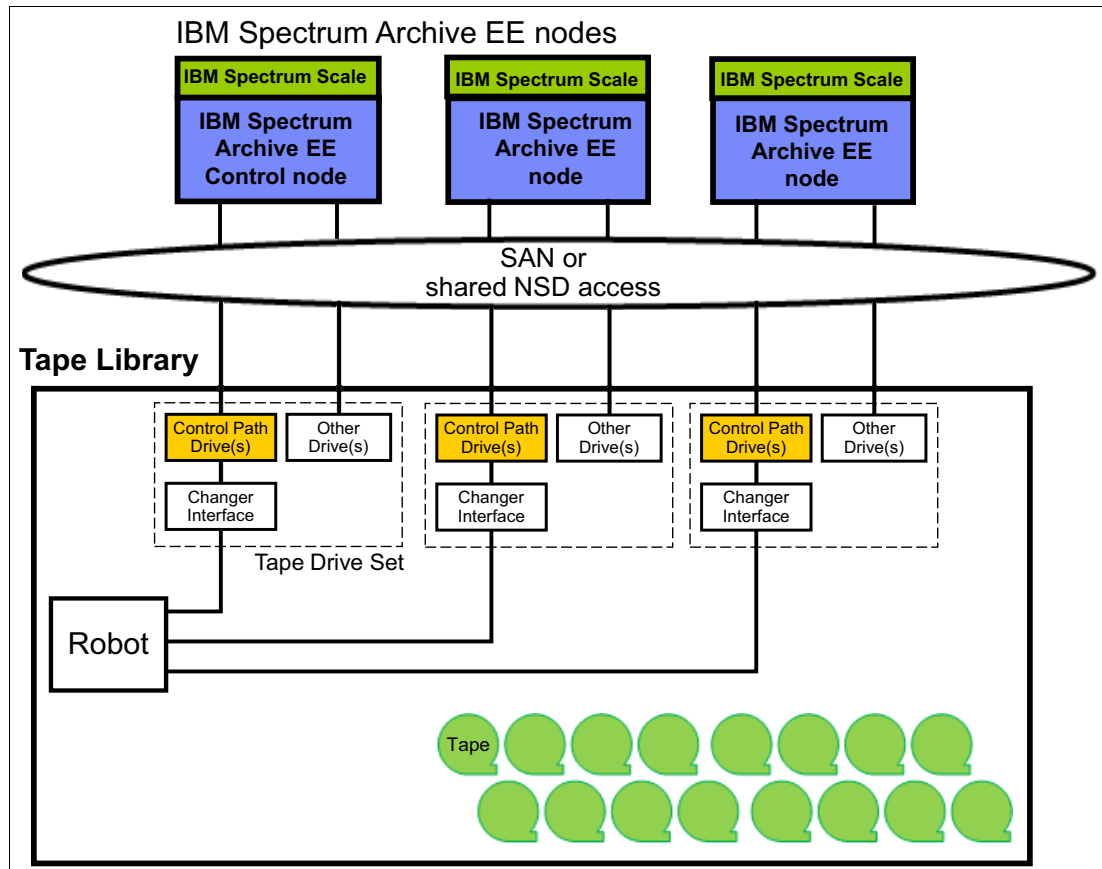 IBM Spectrum Archive EE nodes
IBM Spectrum Scale
IBM Spectrum
Archive EE
Control node
IBM Spectrum Scale
IBM Spectrum
Archive EE
node
IBM Spectrum Scale
IBM Spectrum
Archive EE
node
SAN or
shared NSD access
Tape Library
Control Path
Drive(s)
Other
Drive(s)
Changer
Interface
Tape Drive Set
Control Path
Drive(s)
Other
Drive(s)
Changer
Interface
Control Path
Drive(s)
Other
Drive(s)
Changer
Interface
Robot
Tape